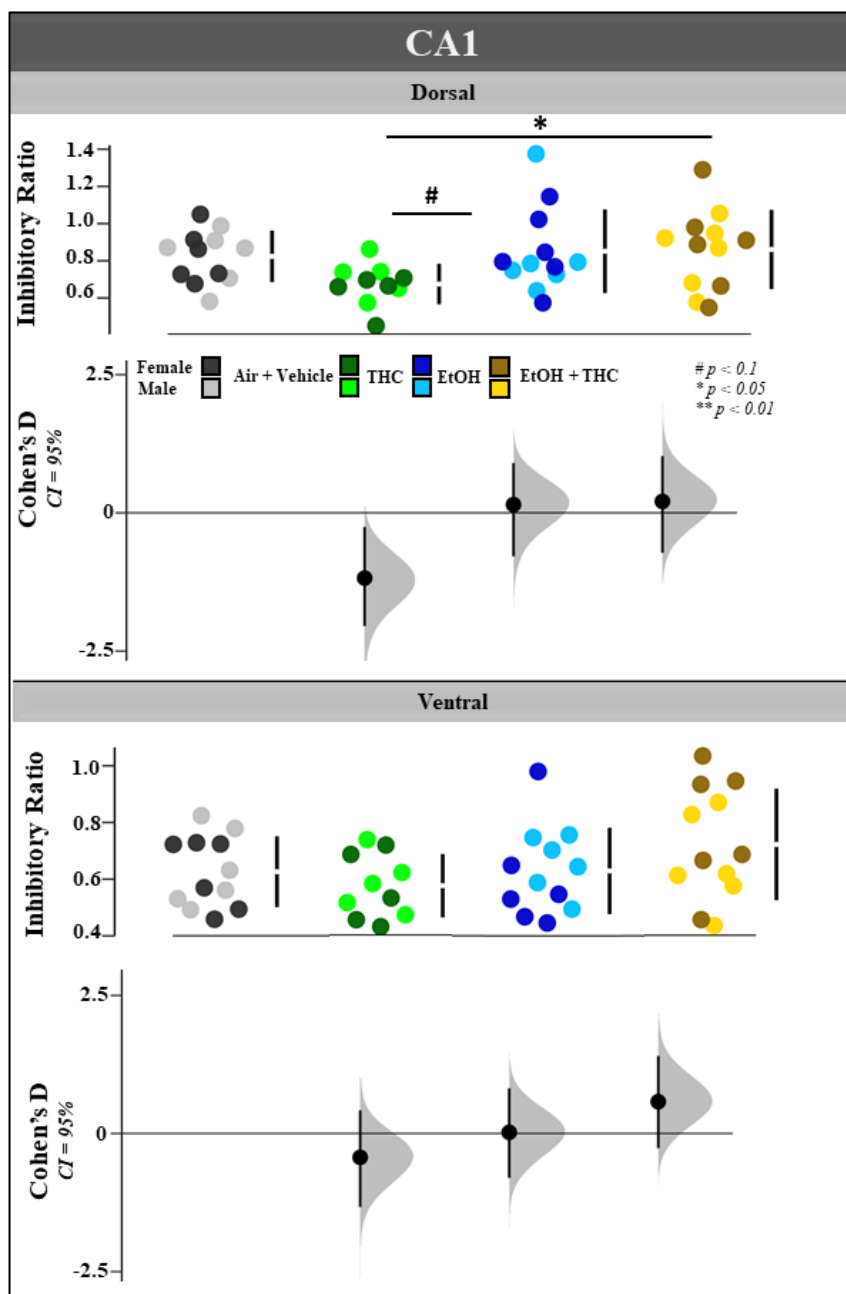 CA1
Dorsal
*
#
Inhibitory Ratio
1.4
1.2
1.0
0.8
0.6
Female
Male
Air + Vehicle
THC
EtOH
EtOH + THC
# p < 0.1
* p < 0.05
** p < 0.01
Cohen's D
CI = 95%
2.5
0
-2.5
Ventral
Inhibitory Ratio
1.0
0.8
0.6
0.4
Cohen's D
CI = 95%
2.5
0
-2.5